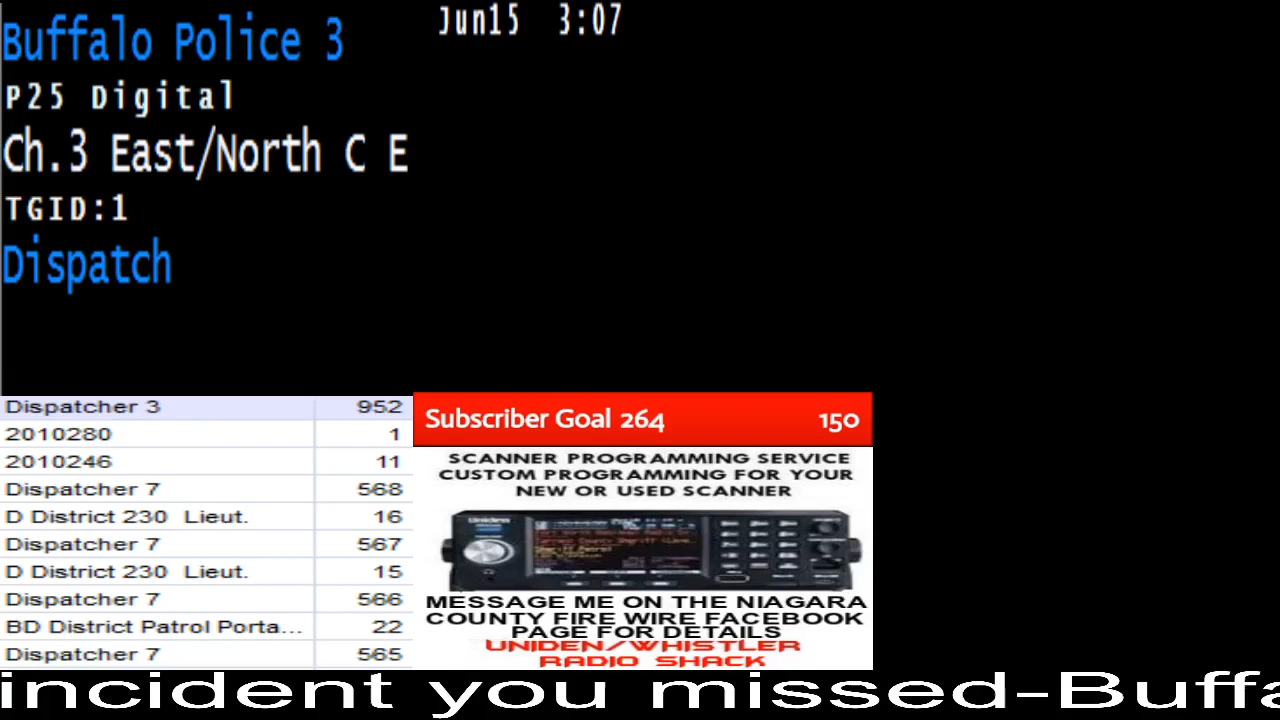 Buffalo Police 3
Jun15 3:07
P25 Digital
Ch.3 East/North C E
TGID:1
Dispatch
Dispatcher 3 952
2010280 1
2010246 11
Dispatcher 7 568
D District 230 Lieut. 16
Dispatcher 7 567
D District 230 Lieut. 15
Dispatcher 7 566
BD District Patrol Porta... 22
Dispatcher 7 565
Subscriber Goal 264 150
SCANNER PROGRAMMING SERVICE
CUSTOM PROGRAMMING FOR YOUR
NEW OR USED SCANNER
Uniden
MESSAGE ME ON THE NIAGARA
COUNTY FIRE WIRE FACEBOOK
PAGE FOR DETAILS
UNIDEN/WHISTLER
RADIO SHACK
incident you missed-Buffa